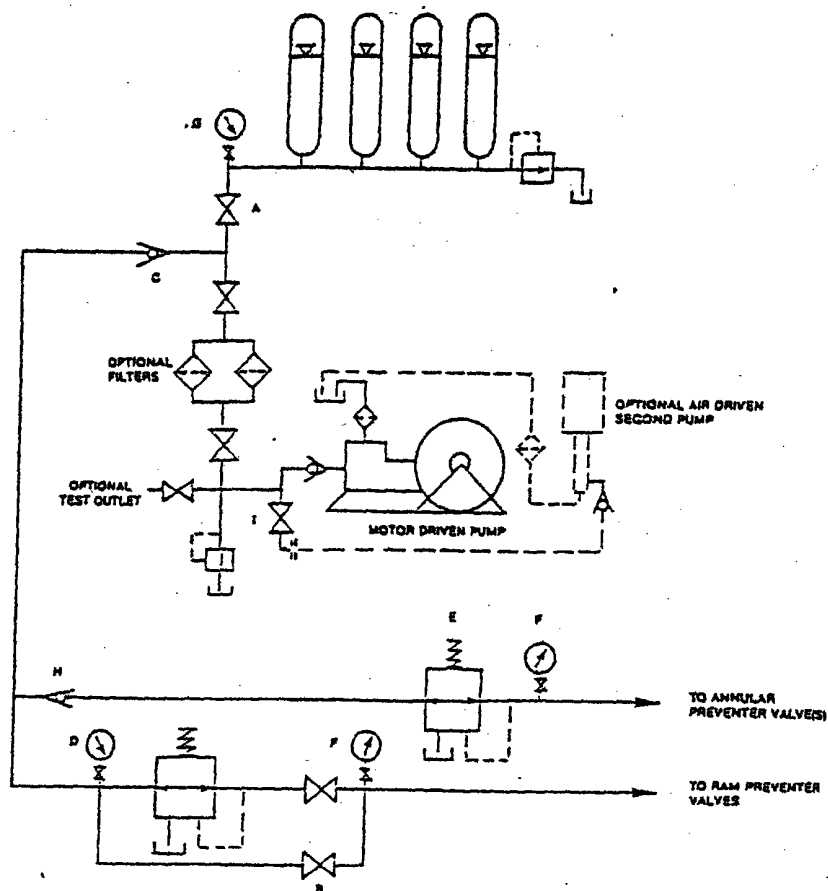 G
A
C
OPTIONAL
FILTERS
OPTIONAL AIR DRIVEN
SECOND PUMP
OPTIONAL
TEST OUTLET
I
MOTOR DRIVEN PUMP
E
F
H
TO ANNULAR
PREVENTER VALVE(S)
D
F
TO RAM PREVENTER
VALVES
B